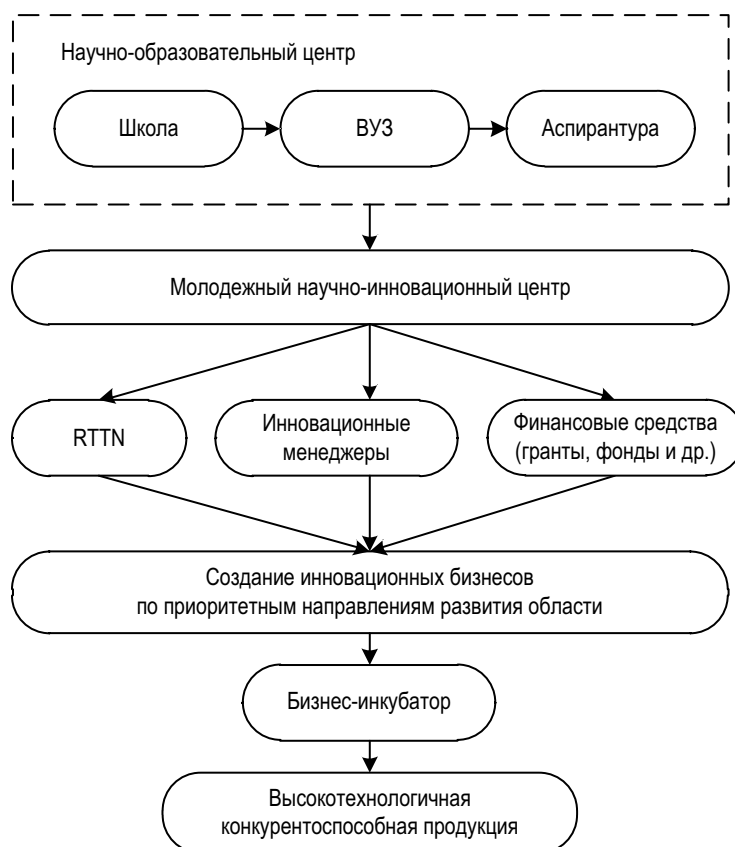 Научно-образовательный центр
Школа
ВУЗ
Аспирантура
Молодежный научно-инновационный центр
RTTN
Инновационные
менеджеры
Финансовые средства
(гранты, фонды и др.)
Создание инновационных бизнесов
по приоритетным направлениям развития области
Бизнес-инкубатор
Высокотехнологичная
конкурентоспособная продукция